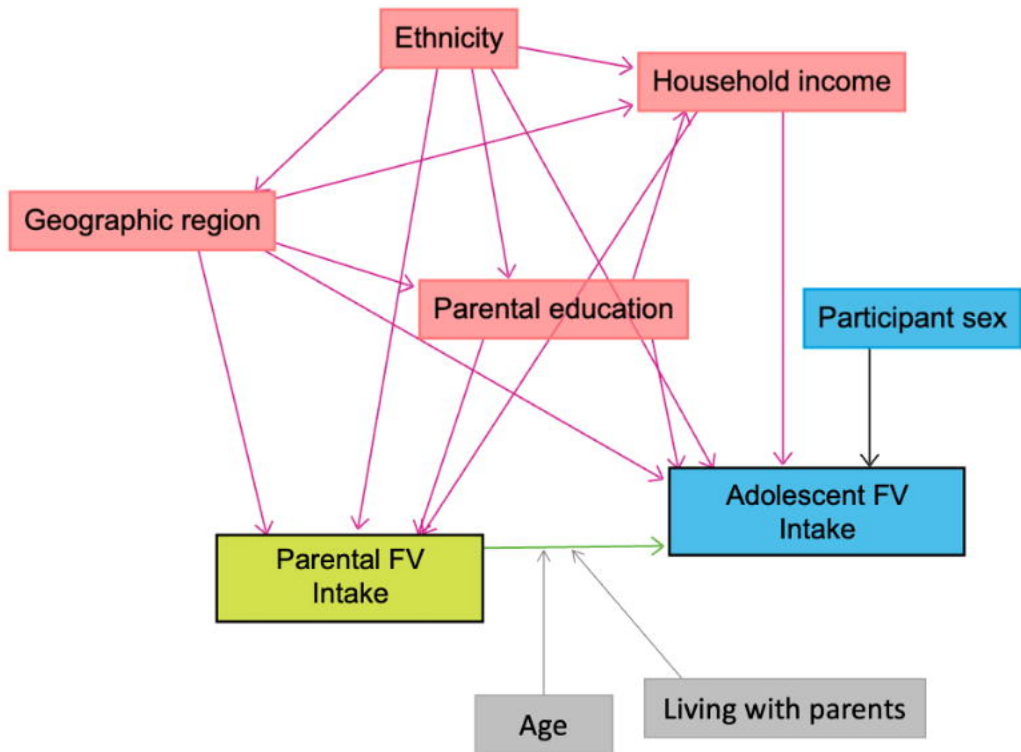 Ethnicity
Household income
Geographic region
Parental education
Participant sex
Adolescent FV
Intake
Parental FV
Intake
Age
Living with parents